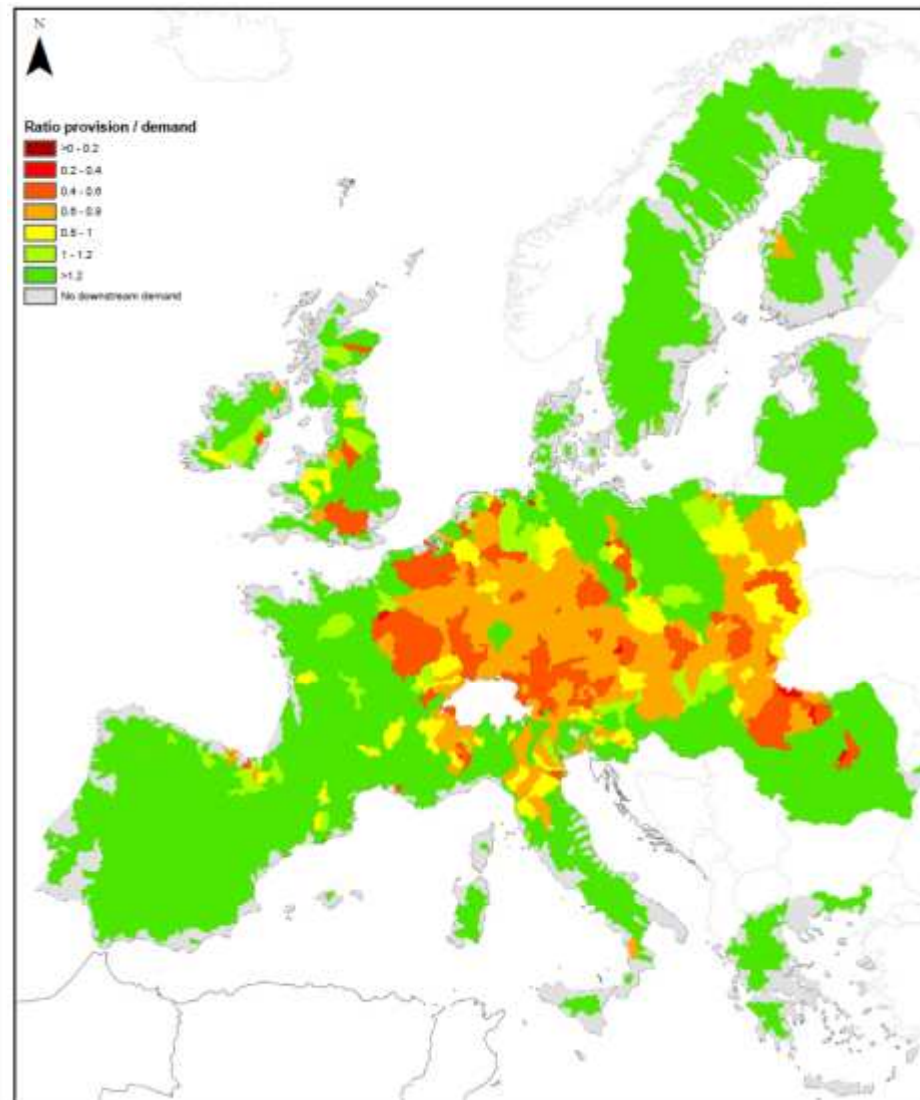 N
Ratio provision / demand
>0 - 0.2
0.2 - 0.4
0.4 - 0.6
0.6 - 0.9
0.8 - 1
1 - 1.2
>1.2
No downstream demand